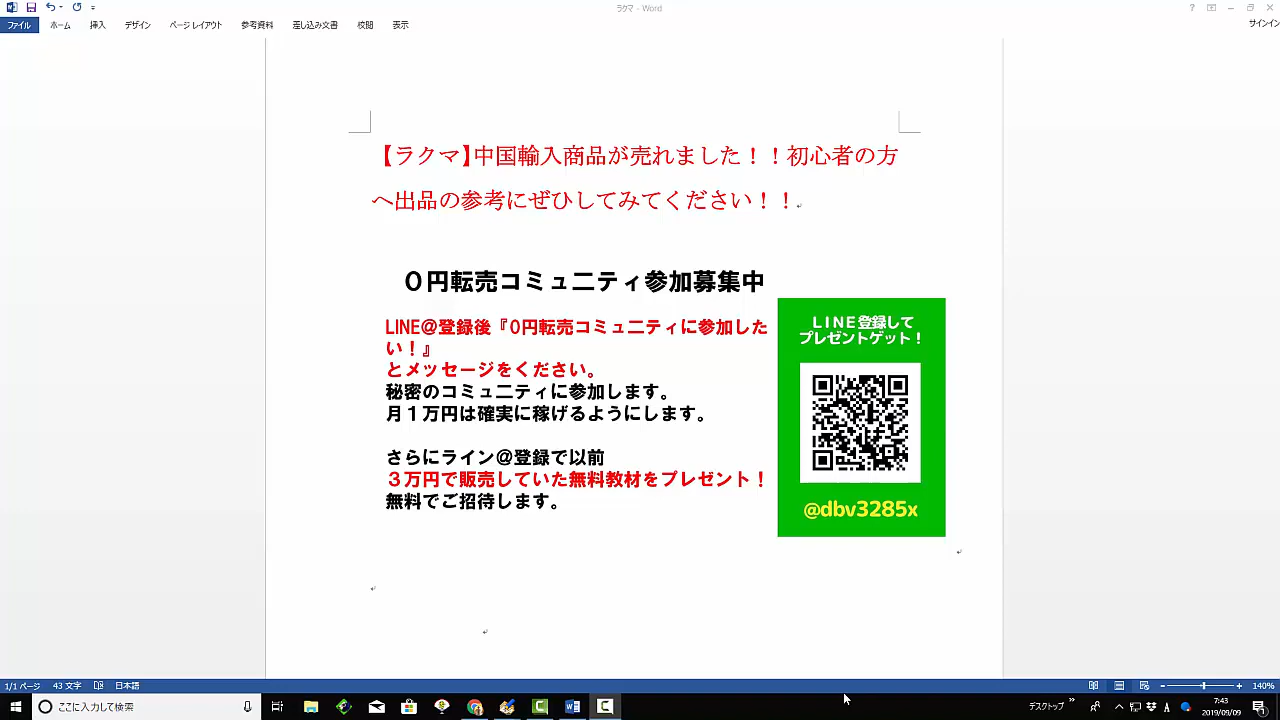 ラクマ - Word
サインイン
ファイル ホーム 挿入 デザイン ページ レイアウト 参考資料 差し込み文書 校閲 表示
【ラクマ】中国輸入商品が売れました！！初心者の方
へ出品の参考にぜひしてみてください！！
０円転売コミュニティ参加募集中
LINE@登録後『0円転売コミュニティに参加した
い！』
とメッセージをください。
秘密のコミュニティに参加します。
月１万円は確実に稼げるようにします。
さらにライン@登録で以前
３万円で販売していた無料教材をプレゼント！
無料でご招待します。
ＬＩＮＥ登録して
プレゼントゲット！
@dbv3285x
1/1 ページ 43 文字 日本語
140%
ここに入力して検索
デスクトップ
7:43
2019/09/09